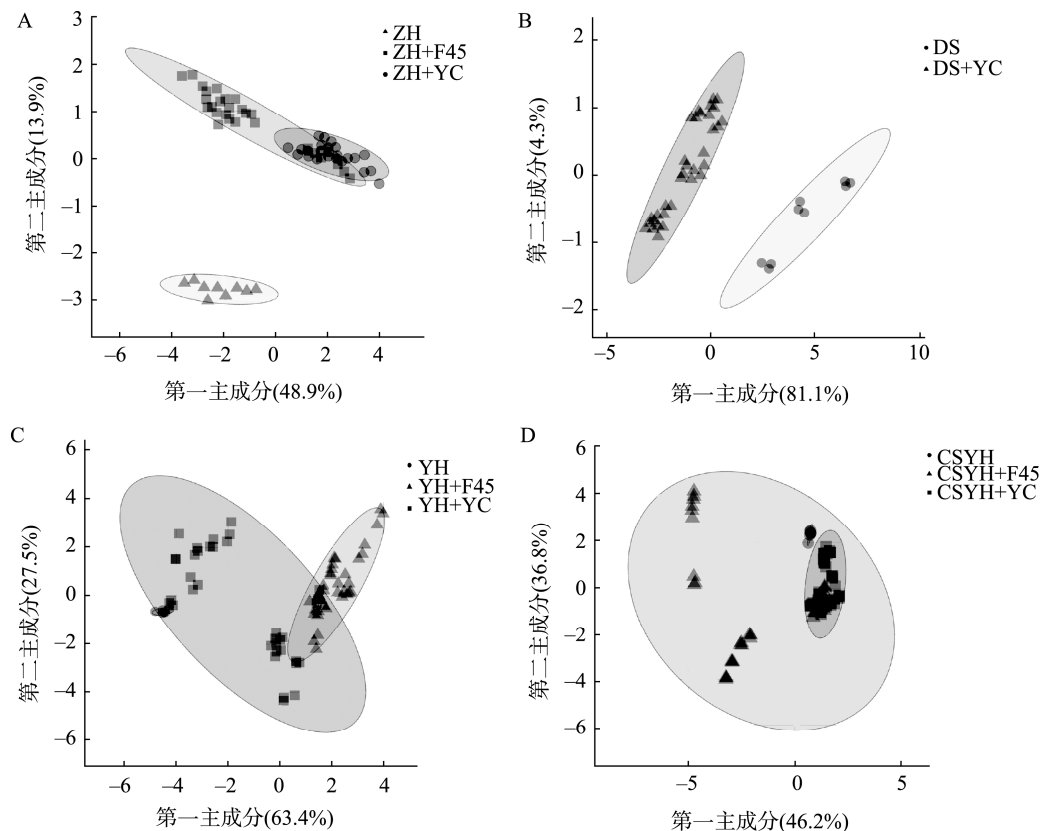 A
3
2
1
0
−1
−2
−3
−6
−4
−2
0
2
4
第二主成分(13.9%)
第一主成分(48.9%)
ZH
ZH+F45
ZH+YC
B
2
1
0
−1
−2
−5
0
5
10
第二主成分(4.3%)
第一主成分(81.1%)
DS
DS+YC
C
6
4
2
0
−2
−4
−6
−6
−4
−2
0
2
4
第二主成分(27.5%)
第一主成分(63.4%)
YH
YH+F45
YH+YC
D
6
4
2
0
−2
−4
−6
−5
0
5
第二主成分(36.8%)
第一主成分(46.2%)
CSYH
CSYH+F45
CSYH+YC